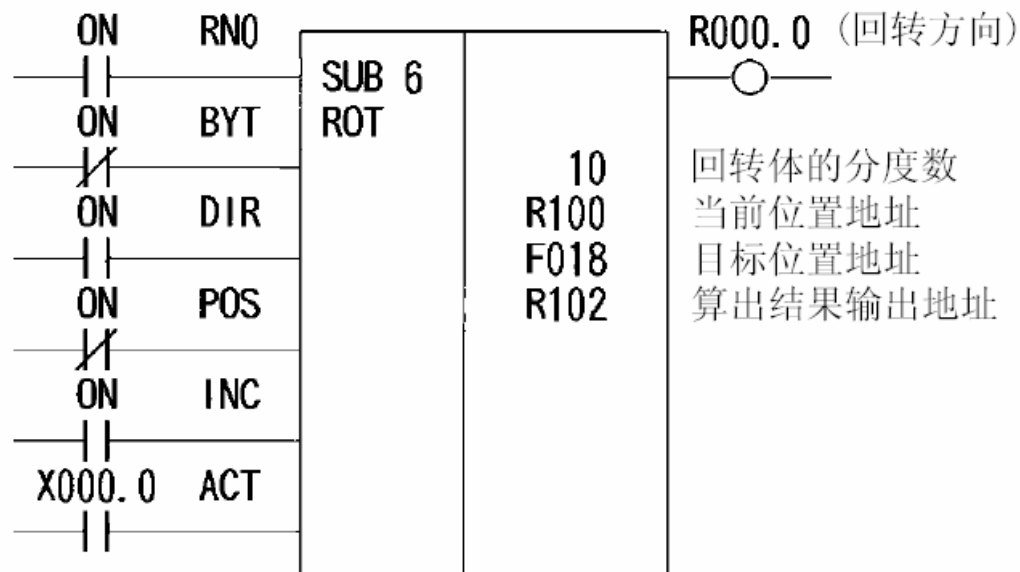 ON RN0 R000.0 (回转方向)
SUB 6
ON BYT ROT
10 回转体的分度数
ON DIR R100 当前位置地址
F018 目标位置地址
ON POS R102 算出结果输出地址
ON INC
X000.0 ACT